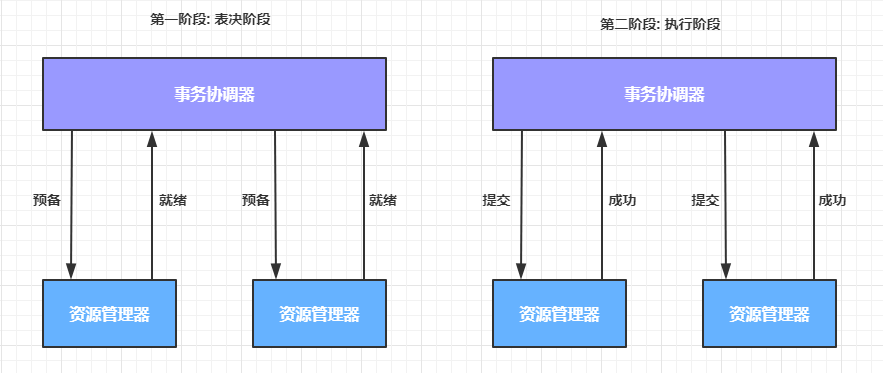 第一阶段: 表决阶段
事务协调器
预备
就绪
预备
就绪
资源管理器
资源管理器
第二阶段: 执行阶段
事务协调器
提交
成功
提交
成功
资源管理器
资源管理器